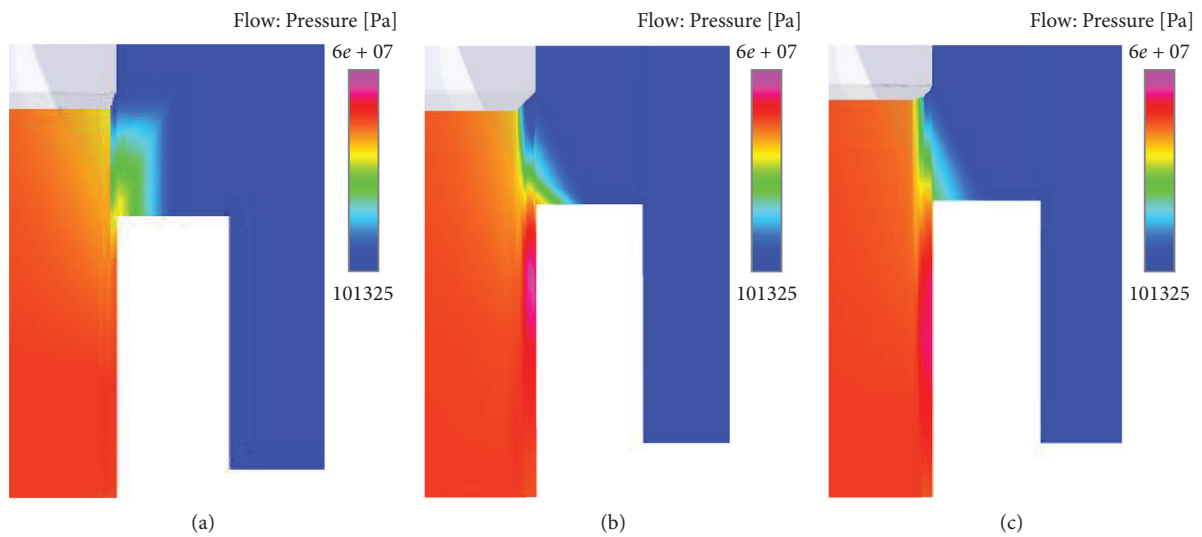 Flow: Pressure [Pa]
6e + 07
101325
(a)
Flow: Pressure [Pa]
6e + 07
101325
(b)
Flow: Pressure [Pa]
6e + 07
101325
(c)